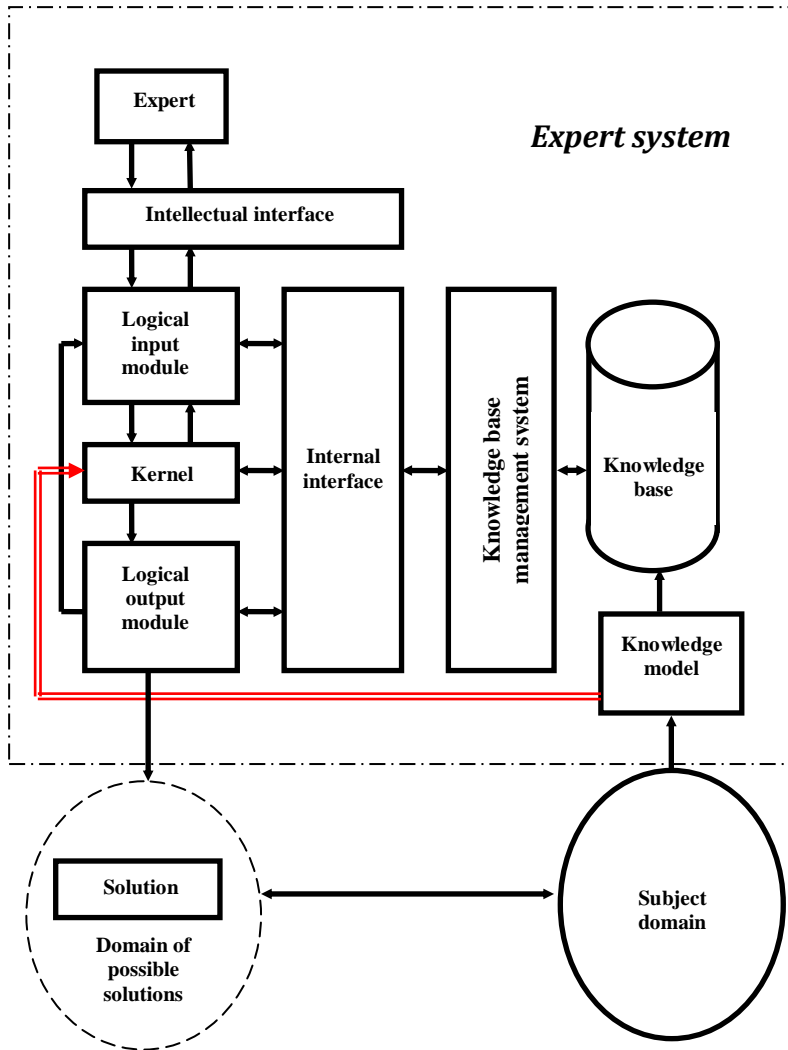 Expert
Expert system
Intellectual interface
Logical
input
module
Kernel
Logical
output
module
Internal
interface
Knowledge base
management system
Knowledge
base
Knowledge
model
Solution
Domain of
possible
solutions
Subject
domain